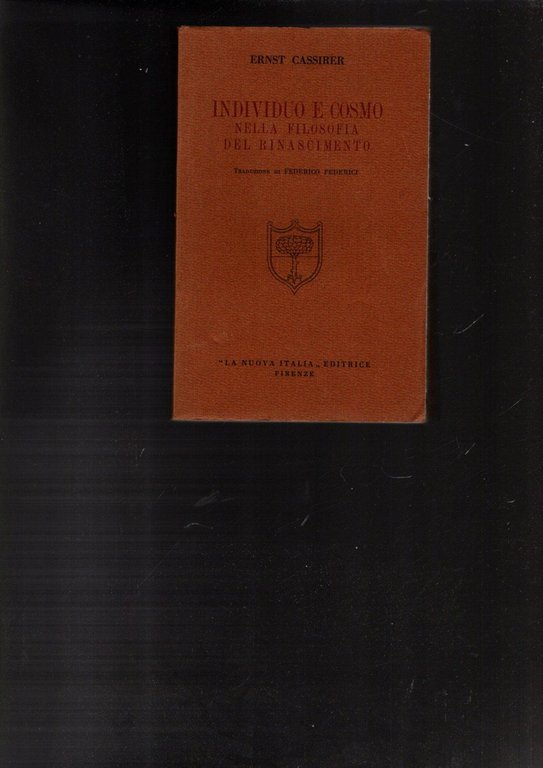 ERNST CASSIRER
INDIVIDUO E COSMO
NELLA FILOSOFIA
DEL RINASCIMENTO
TRADUZIONE DI FEDERICO FEDERICI
"LA NUOVA ITALIA„ EDITRICE
FIRENZE